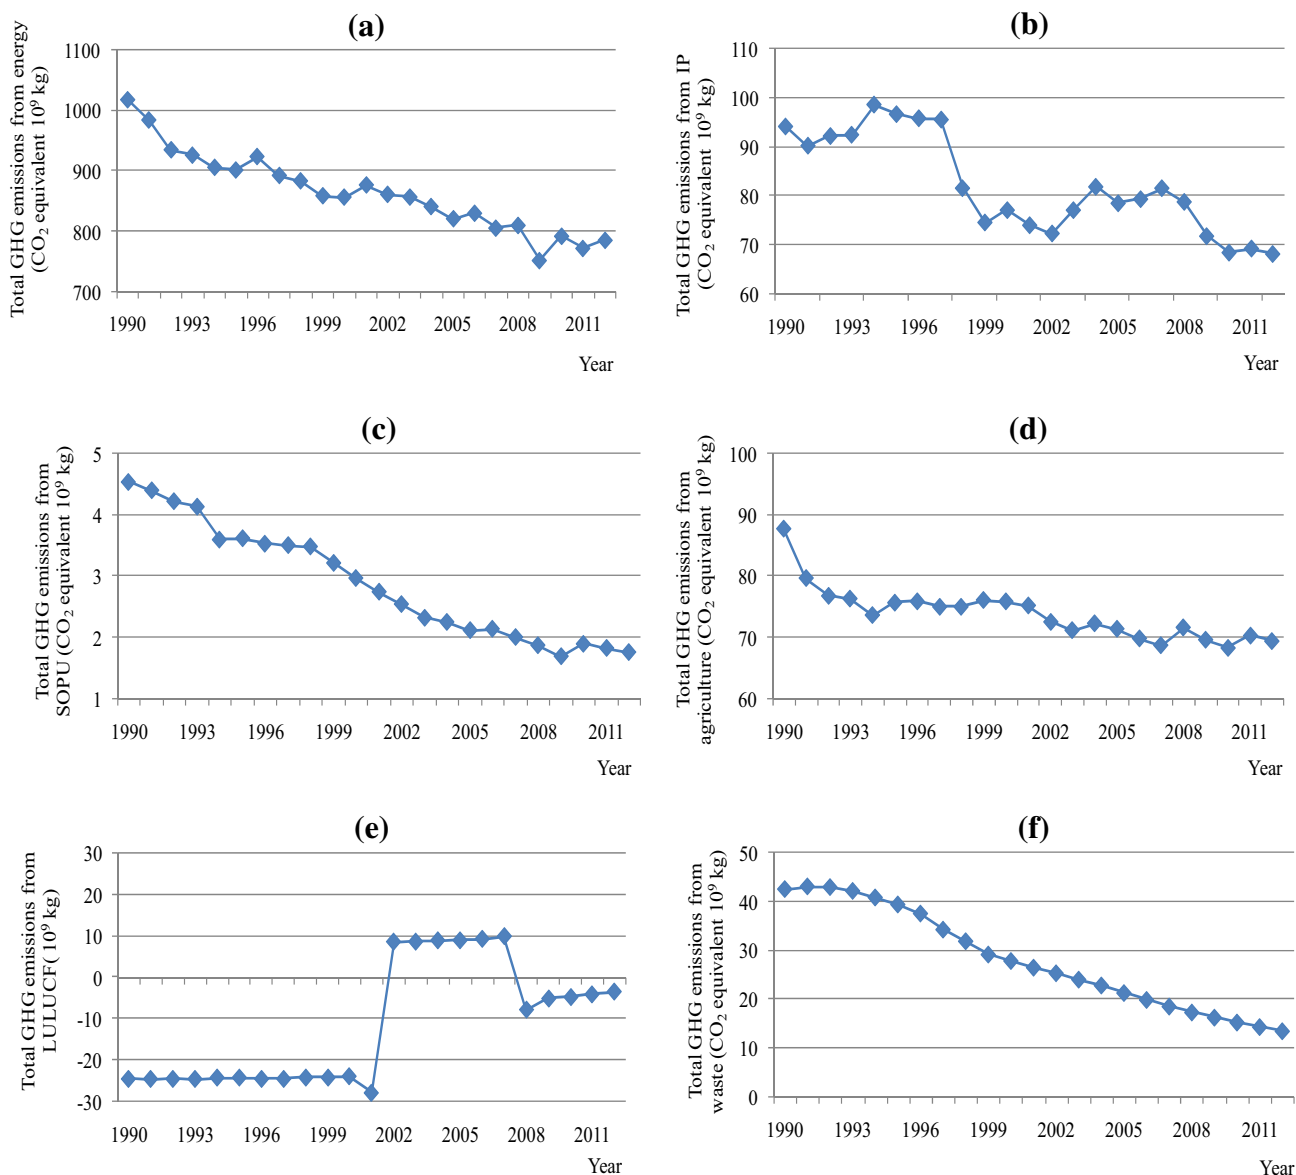 (a)
Total GHG emissions from energy
(CO₂ equivalent 10⁹ kg)
1100
1000
900
800
700
1990 1993 1996 1999 2002 2005 2008 2011
Year
(b)
Total GHG emissions from IP
((CO₂ equivalent 10⁹ kg)
110
100
90
80
70
60
1990 1993 1996 1999 2002 2005 2008 2011
Year
(c)
Total GHG emissions from
SOPU (CO₂ equivalent 10⁹ kg)
5
4
3
2
1
1990 1993 1996 1999 2002 2005 2008 2011
Year
(d)
Total GHG emissions from
agriculture (CO₂ equivalent 10⁹ kg)
100
90
80
70
60
1990 1993 1996 1999 2002 2005 2008 2011
Year
(e)
Total GHG emissions from
LULUCF( 10⁹ kg)
30
20
10
0
-10
-20
-30
1990 1993 1996 1999 2002 2005 2008 2011
Year
(f)
Total GHG emissions from
waste (CO₂ equivalent 10⁹ kg)
50
40
30
20
10
0
1990 1993 1996 1999 2002 2005 2008 2011
Year